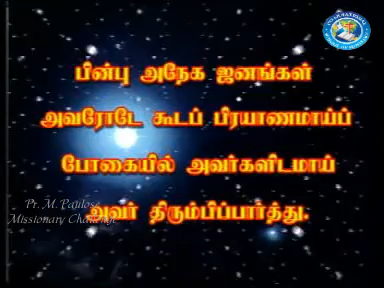 பின்பு அநேக ஜனங்கள்
அவரோடே கூடப் பிரயாணமாய்ப்
போகையில் அவர்களிடமாய்
அவர் திரும்பிப்பார்த்து.
Pr. M. Paulose
Missionary Challenge